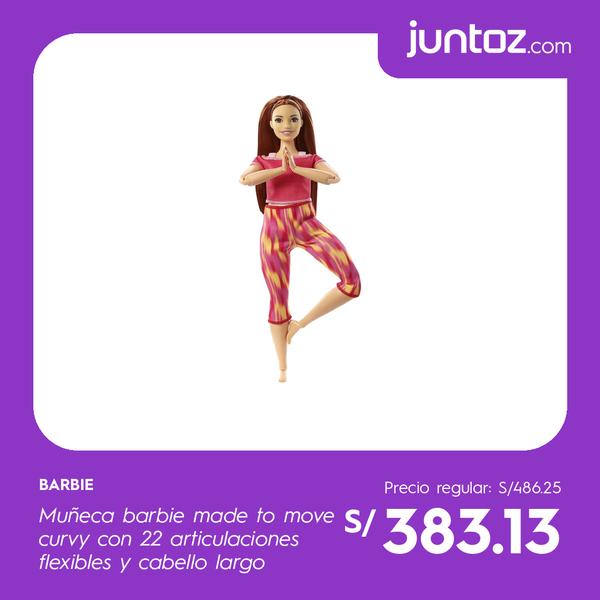 juntoz.com
BARBIE
Muñeca barbie made to move
curvy con 22 articulaciones
flexibles y cabello largo
Precio regular: S/486.25
S/ 383.13